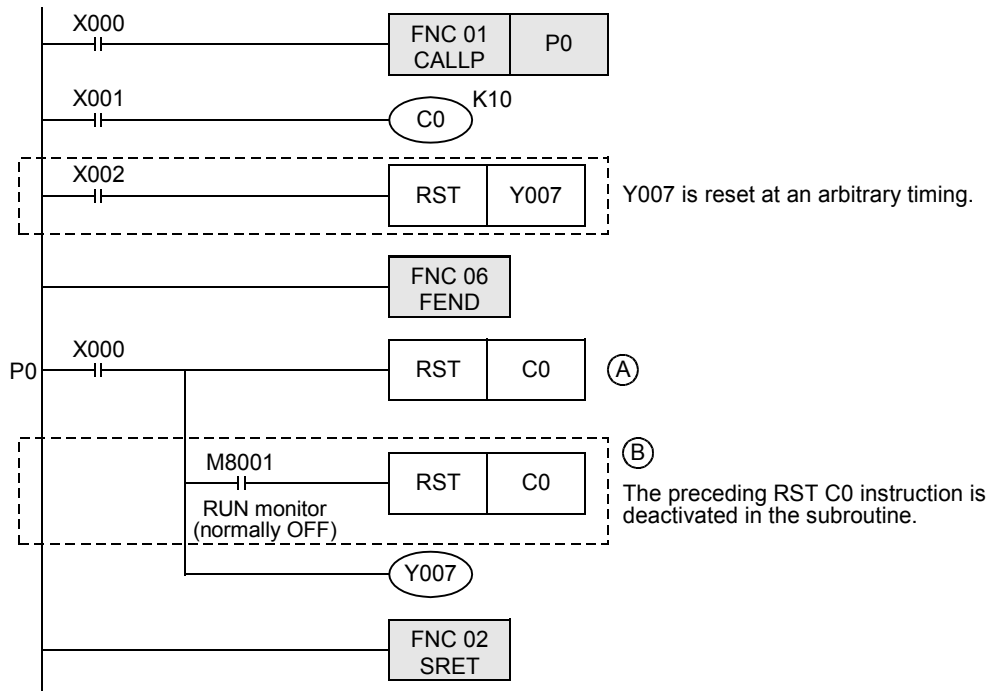 X000
FNC 01
CALLP
P0
X001
C0
K10
X002
RST
Y007
Y007 is reset at an arbitrary timing.
FNC 06
FEND
P0
X000
RST
C0
A
M8001
RUN monitor
(normally OFF)
RST
C0
B
The preceding RST C0 instruction is
deactivated in the subroutine.
Y007
FNC 02
SRET